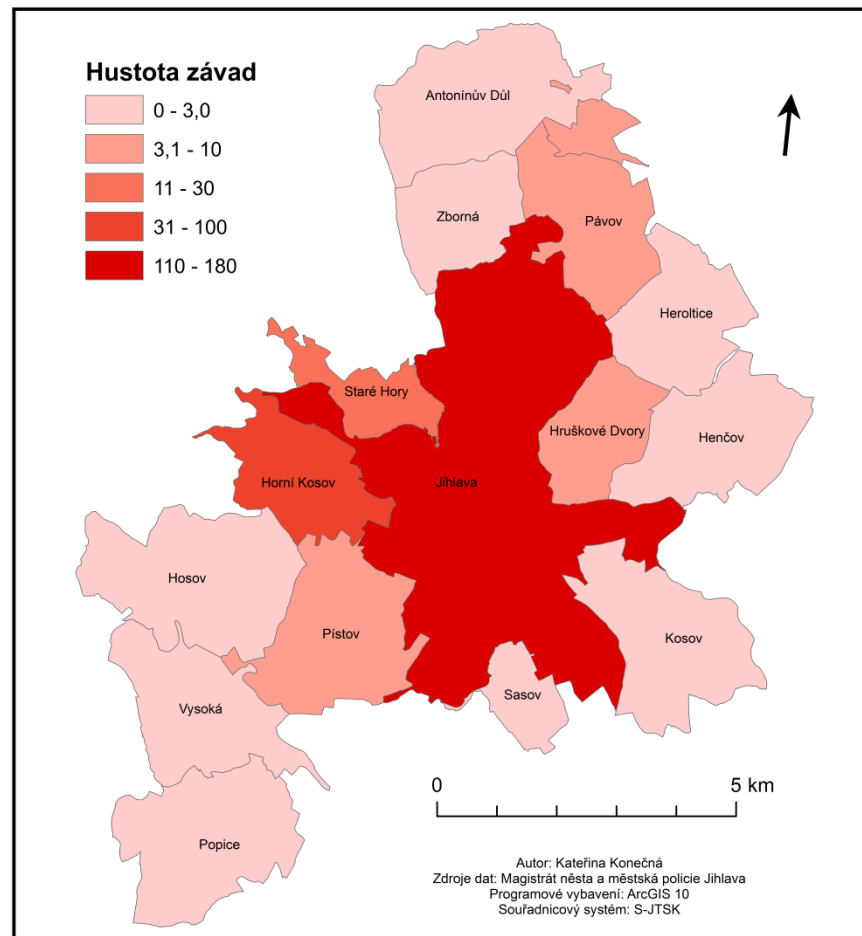 Hustota závad
0 - 3,0
3,1 - 10
11 - 30
31 - 100
110 - 180
Antonínův Důl
Zborná
Pávov
Heroltice
Staré Hory
Hruškové Dvory
Henčov
Horní Kosov
Jihlava
Hosov
Pístov
Kosov
Sasov
Vysoká
Popice
0
5 km
Autor: Kateřina Konečná
Zdroje dat: Magistrát něsta a městská policie Jihlava
Programové vybavení: ArcGIS 10
Souřadnicový systém: S-JTSK